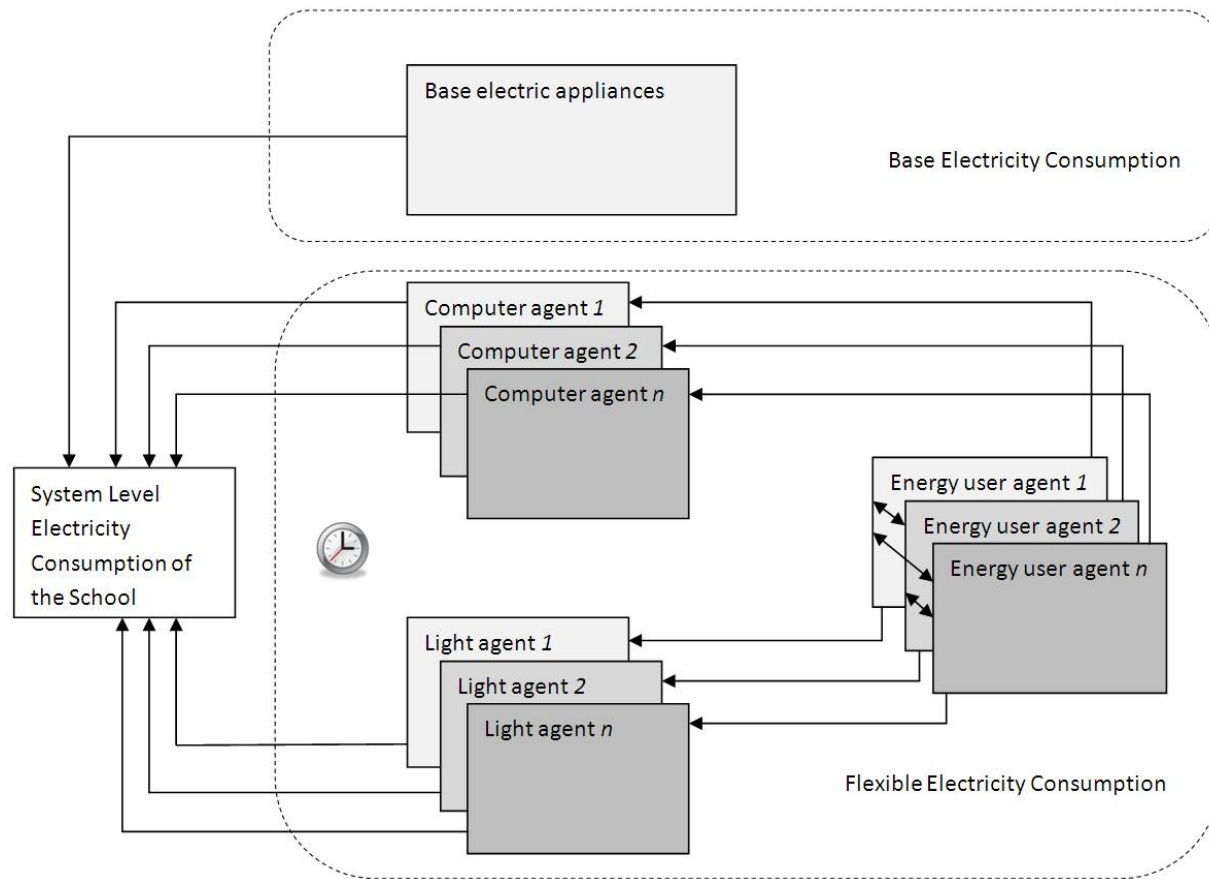 Base electric appliances
Base Electricity Consumption
Computer agent 1
Computer agent 2
Computer agent n
System Level
Electricity
Consumption of
the School
Energy user agent 1
Energy user agent 2
Energy user agent n
Light agent 1
Light agent 2
Light agent n
Flexible Electricity Consumption